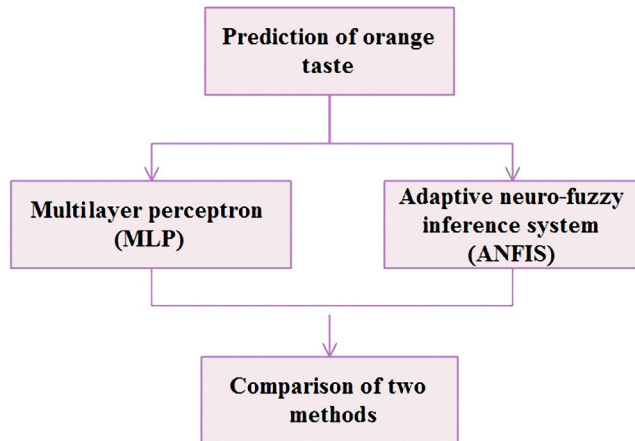 Prediction of orange
taste
Multilayer perceptron
(MLP)
Adaptive neuro-fuzzy
inference system
(ANFIS)
Comparison of two
methods